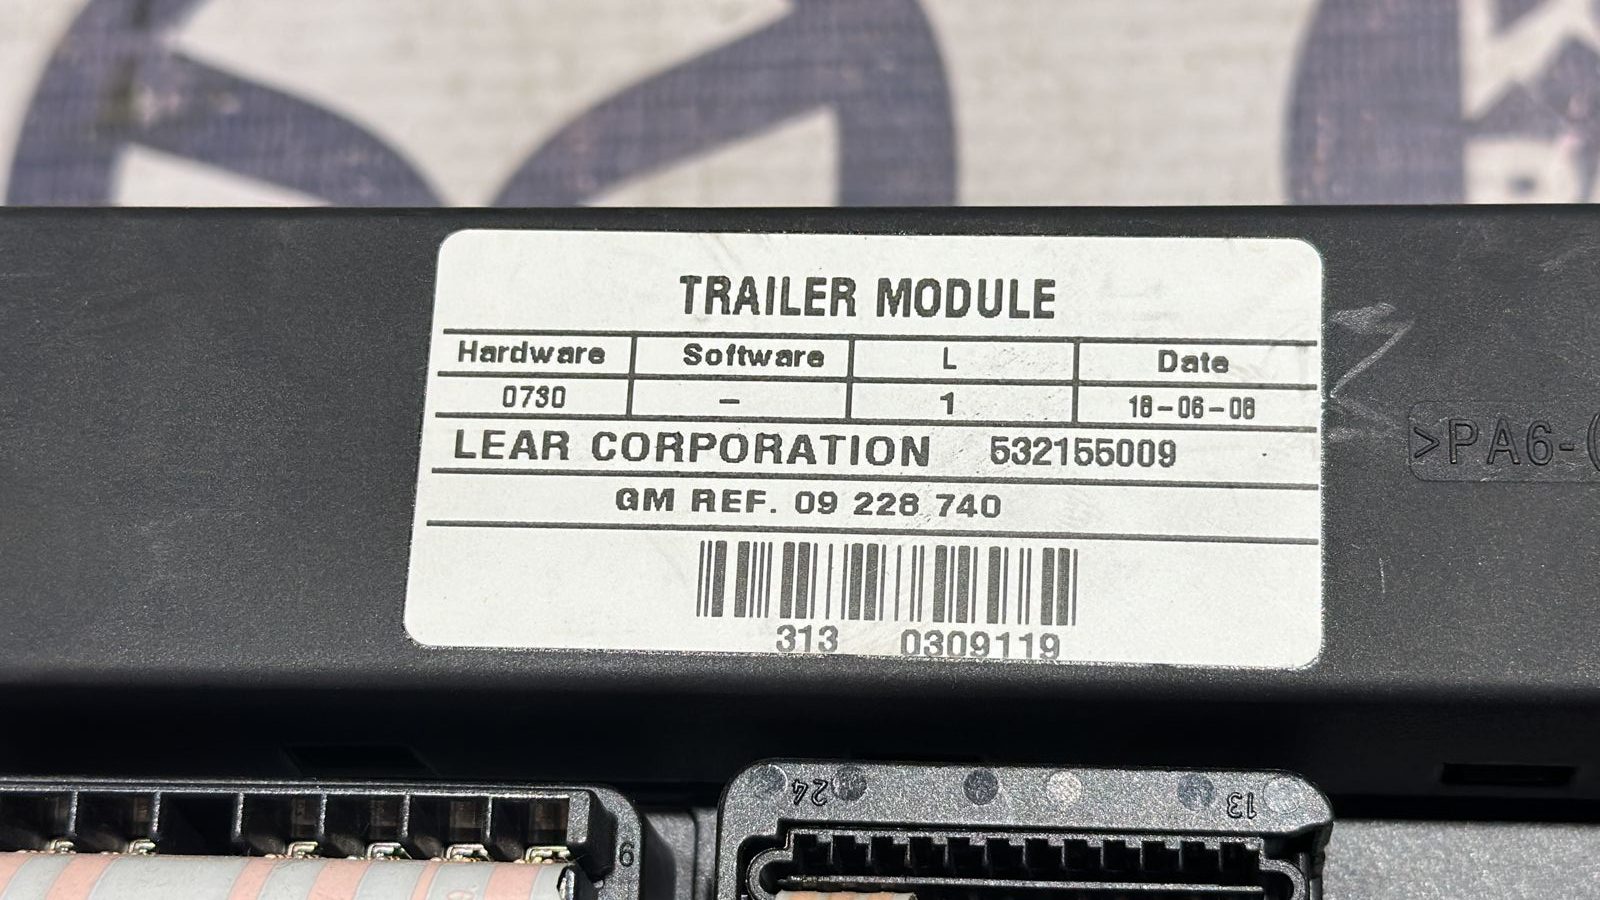 TRAILER MODULE
Hardware Software L Date
0730 – 1 18-06-08
LEAR CORPORATION 532155009
GM REF. 09 228 740
313 0309119
>PA6-(
6
24
13